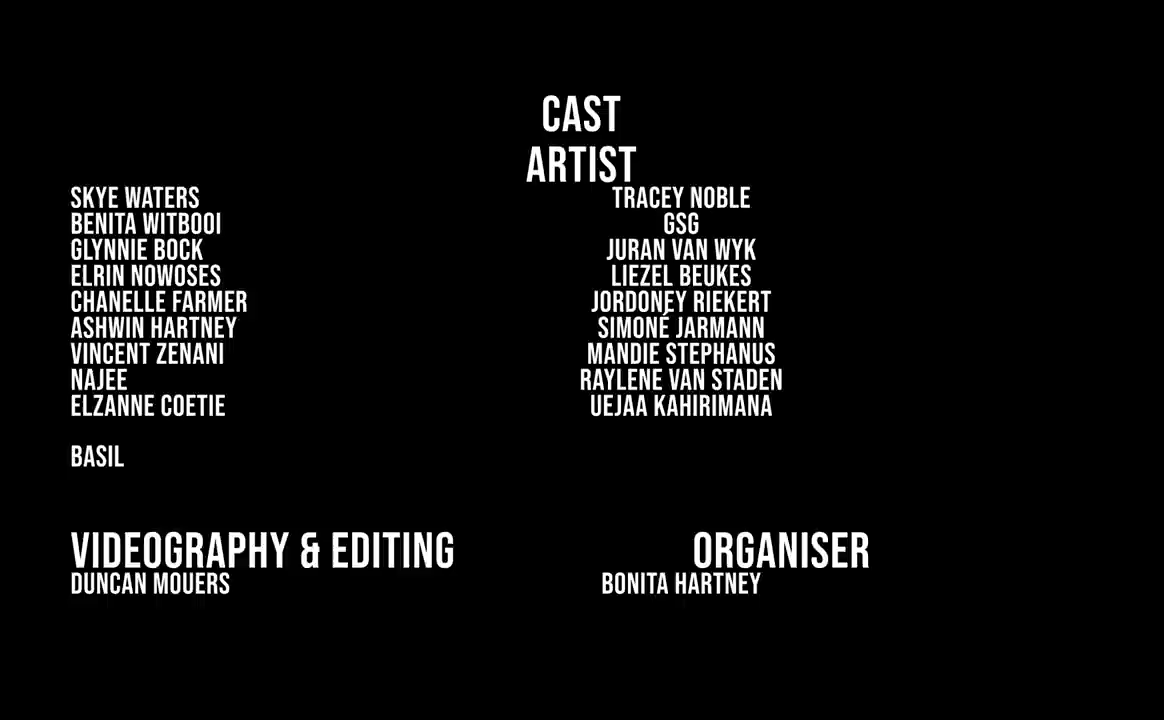 CAST
ARTIST
SKYE WATERS
BENITA WITBOOI
GLYNNIE BOCK
ELRIN NOWOSES
CHANELLE FARMER
ASHWIN HARTNEY
VINCENT ZENANI
NAJEE
ELZANNE COETIE
BASIL
TRACEY NOBLE
GSG
JURAN VAN WYK
LIEZEL BEUKES
JORDONEY RIEKERT
SIMONÉ JARMANN
MANDIE STEPHANUS
RAYLENE VAN STADEN
UEJAA KAHIRIMANA
VIDEOGRAPHY & EDITING
DUNCAN MOUERS
ORGANISER
BONITA HARTNEY